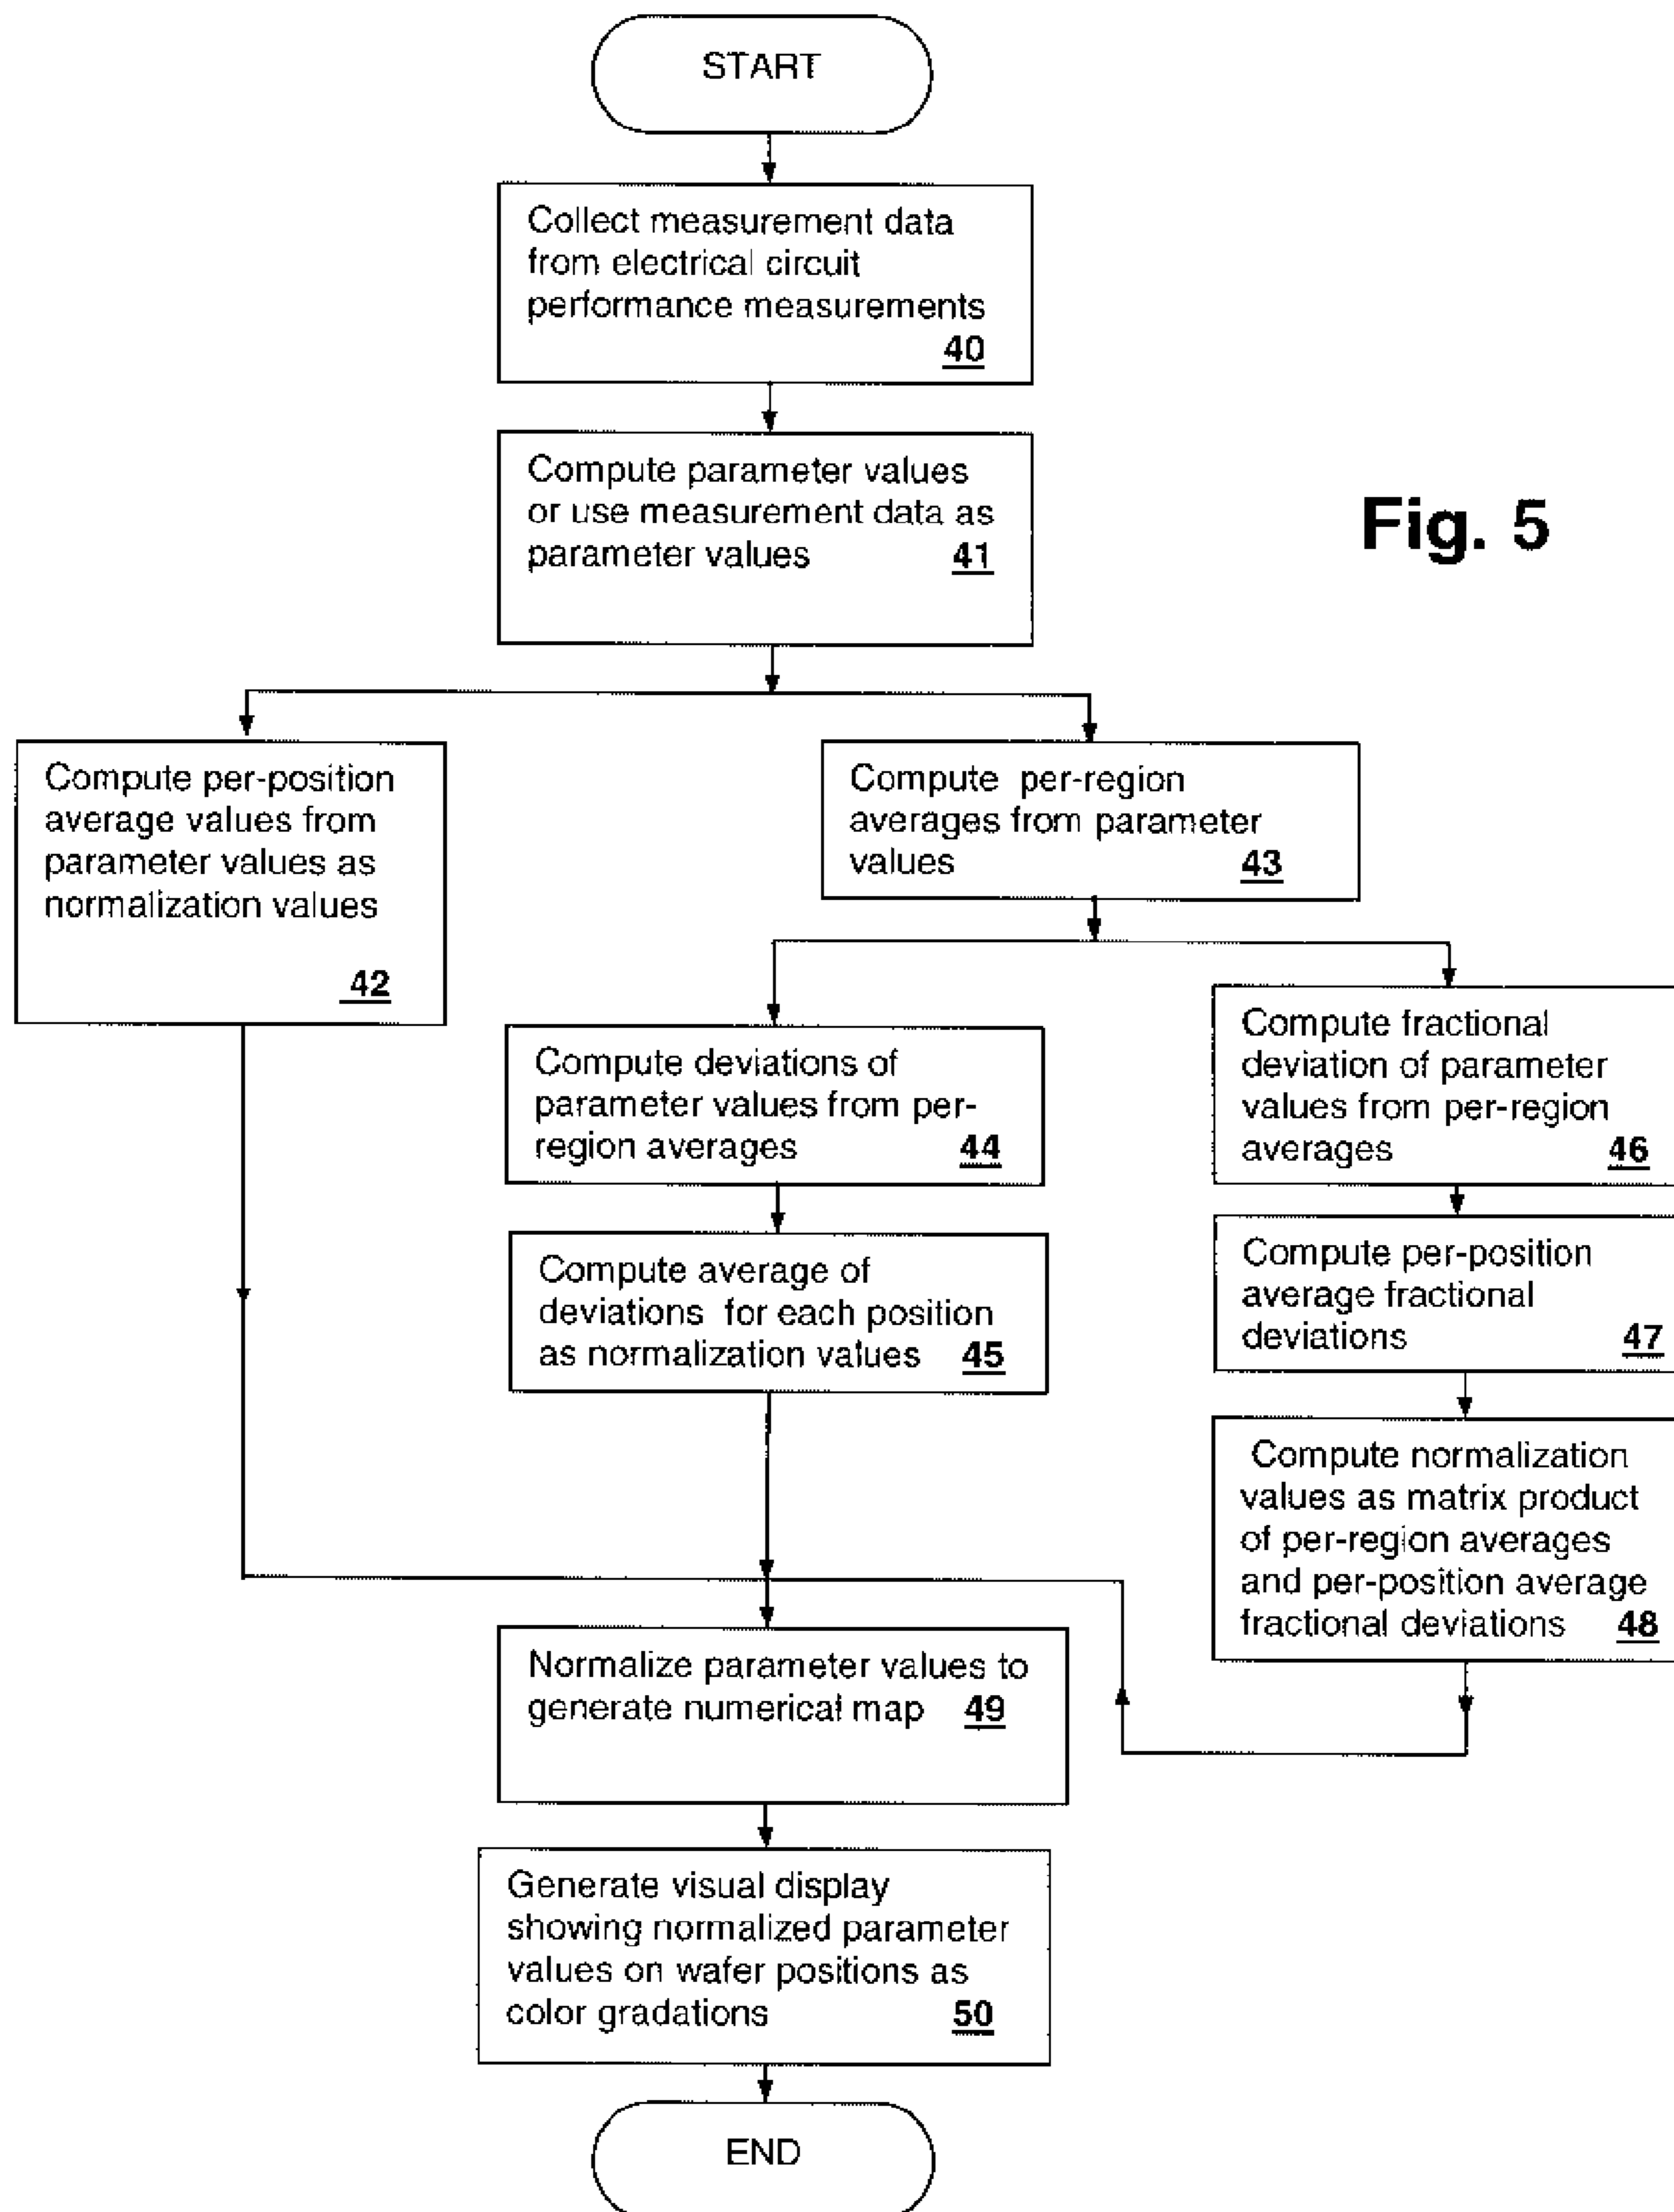 START
Collect measurement data
from electrical circuit
performance measurements
40
Compute parameter values
or use measurement data as
parameter values 41
Fig. 5
Compute per-position
average values from
parameter values as
normalization values
42
Compute per-region
averages from parameter
values 43
Compute deviations of
parameter values from per-
region averages 44
Compute average of
deviations for each position
as normalization values 45
Compute fractional
deviation of parameter
values from per-region
averages 46
Compute per-position
average fractional
deviations 47
Compute normalization
values as matrix product
of per-region averages
and per-position average
fractional deviations 48
Normalize parameter values to
generate numerical map 49
Generate visual display
showing normalized parameter
values on wafer positions as
color gradations 50
END